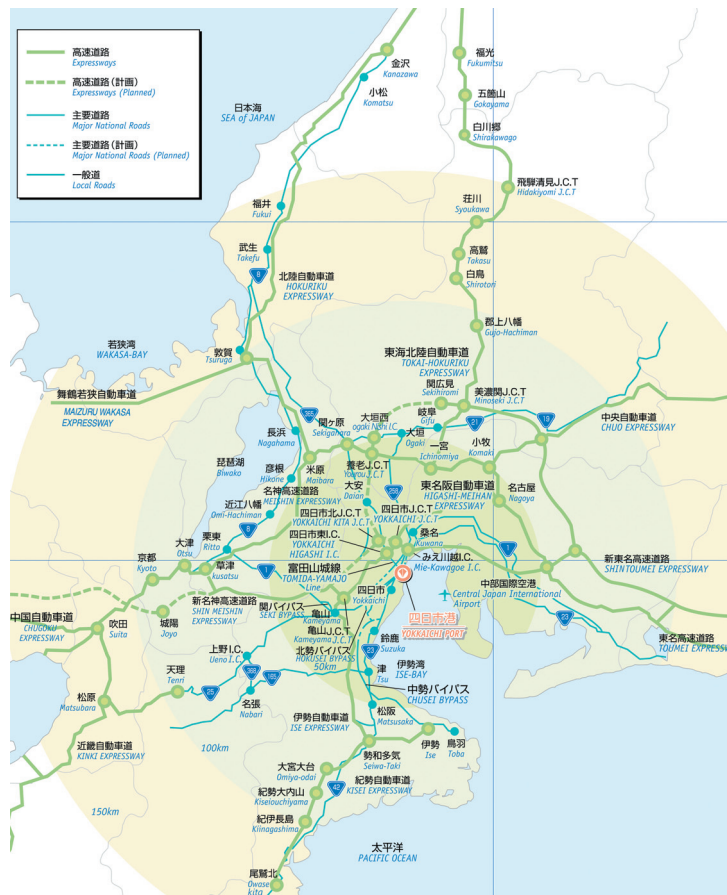 高速道路
Expressways
高速道路(計画)
Expressways (Planned)
主要道路
Major National Roads
主要道路(計画)
Major National Roads (Planned)
一般道
Local Roads
金沢
Kanazawa
小松
Komatsu
日本海
SEA of JAPAN
福光
Fukumitsu
五箇山
Gokayama
白川郷
Shirakawago
飛騨清見J.C.T
Hidakiyomi J.C.T
荘川
Syoukawa
福井
Fukui
武生
Takefu
8
高鷲
Takasu
白鳥
Shirotori
北陸自動車道
HOKURIKU
EXPRESSWAY
郡上八幡
Gujo-Hachiman
若狭湾
WAKASA-BAY
敦賀
Tsuruga
東海北陸自動車道
TOKAI-HOKURIKU
EXPRESSWAY
舞鶴若狭自動車道
MAIZURU WAKASA
EXPRESSWAY
関広見
Sekihiromi
美濃関J.C.T
Minoseki J.C.T
365
大垣西
ogaki Nishi I.C.
岐阜
Gifu
21
19
中央自動車道
CHUO EXPRESSWAY
長浜
Nagahama
関ヶ原
Sekigahara
大垣
Ogaki
一宮
Ichinomiya
小牧
Komaki
琵琶湖
Biwako
彦根
Hikone
米原
Maibara
養老J.C.T
Yourou J.C.T
大安
Daian
258
東名阪自動車道
HIGASHI-MEIHAN
EXPRESSWAY
名古屋
Nagoya
名神高速道路
MEISHIN EXPRESSWAY
近江八幡
Omi-Hachiman
四日市北J.C.T
YOKKAICHI KITA J.C.T
四日市J.C.T
YOKKAICHI J.C.T
四日市東I.C.
YOKKAICHI
HIGASHI I.C.
桑名
Kuwana
8
大津
Otsu
栗東
Ritto
京都
Kyoto
草津
kusatsu
1
みえ川越I.C.
Mie-Kawagoe I.C.
1
新東名高速道路
SHINTOUMEI EXPRESSWAY
富田山城線
TOMIDA-YAMAJO
Line
中部国際空港
Central Japan International
Airport
四日市
Yokkaichi
四日市港
YOKKAICHI PORT
新名神高速道路
SHIN MEISHIN EXPRESSWAY
関バイパス
SEKI BYPASS
亀山
Kameyama
亀山J.C.T
Kameyama J.C.T
中国自動車道
CHUGOKU
EXPRESSWAY
吹田
Suita
城陽
Joyo
23
東名高速道路
TOUMEI EXPRESSWAY
上野I.C.
Ueno I.C.
北勢バイパス
HOKUSEI BYPASS
50km
鈴鹿
Suzuka
23
伊勢湾
ISE-BAY
天理
Tenri
25
368
165
名張
Nabari
津
Tsu
中勢バイパス
CHUSEI BYPASS
松原
Matsubara
松阪
Matsusaka
近畿自動車道
KINKI EXPRESSWAY
100km
伊勢自動車道
ISE EXPRESSWAY
伊勢
Ise
鳥羽
Toba
勢和多気
Seiwa-Taki
大宮大台
Omiya-odai
紀勢自動車道
KISEI EXPRESSWAY
42
紀勢大内山
Kiseiouchiyama
150km
紀伊長島
Kiinagashima
太平洋
PACIFIC OCEAN
尾鷲北
Owase
kita